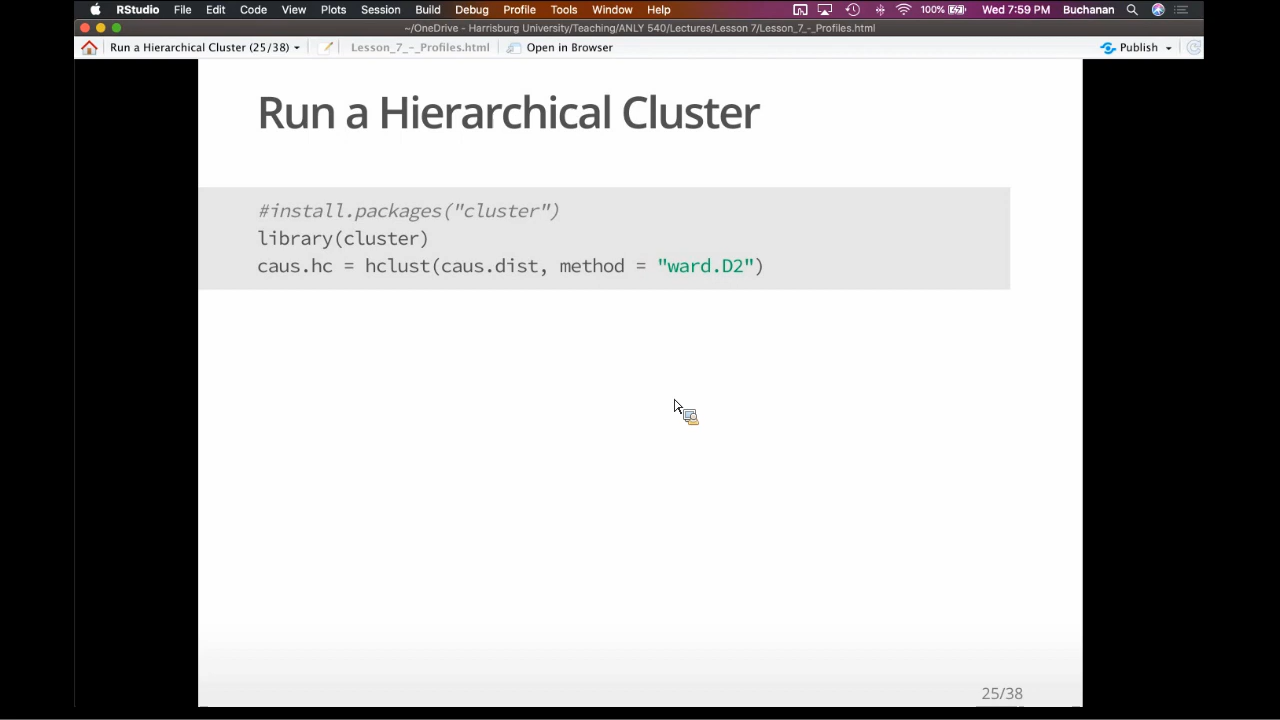 RStudio File Edit Code View Plots Session Build Debug Profile Tools Window Help 100% Wed 7:59 PM Buchanan
~/OneDrive - Harrisburg University/Teaching/ANLY 540/Lectures/Lesson 7/Lesson_7_-_Profiles.html
Run a Hierarchical Cluster (25/38) Lesson_7_-_Profiles.html Open in Browser Publish
Run a Hierarchical Cluster
#install.packages("cluster")
library(cluster)
caus.hc = hclust(caus.dist, method = "ward.D2")
25/38